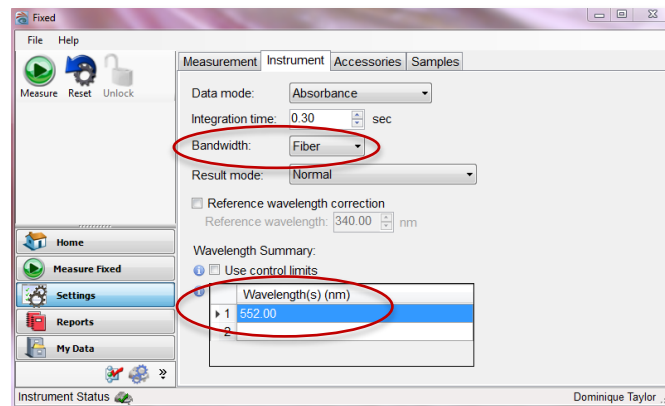 Fixed
File Help
Measure Reset Unlock
Measurement Instrument Accessories Samples
Data mode: Absorbance
Integration time: 0.30 sec
Bandwidth: Fiber
Result mode: Normal
Reference wavelength correction
Reference wavelength: 340.00 nm
Wavelength Summary:
Use control limits
Wavelength(s) (nm)
1 552.00
2
Home
Measure Fixed
Settings
Reports
My Data
Instrument Status
Dominique Taylor